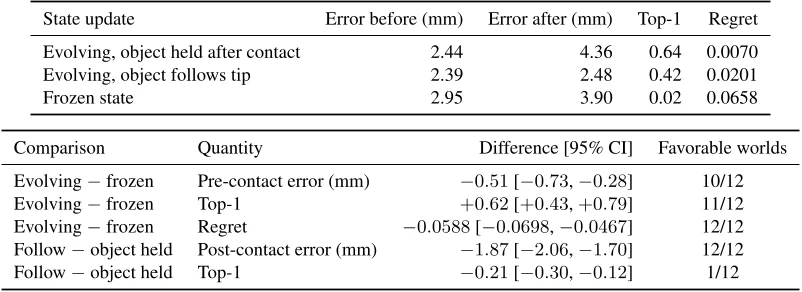 State update Error before (mm) Error after (mm) Top-1 Regret
Evolving, object held after contact 2.44 4.36 0.64 0.0070
Evolving, object follows tip 2.39 2.48 0.42 0.0201
Frozen state 2.95 3.90 0.02 0.0658
Comparison Quantity Difference [95% CI] Favorable worlds
Evolving − frozen Pre-contact error (mm) −0.51 [−0.73, −0.28] 10/12
Evolving − frozen Top-1 +0.62 [+0.43, +0.79] 11/12
Evolving − frozen Regret −0.0588 [−0.0698, −0.0467] 12/12
Follow − object held Post-contact error (mm) −1.87 [−2.06, −1.70] 12/12
Follow − object held Top-1 −0.21 [−0.30, −0.12] 1/12